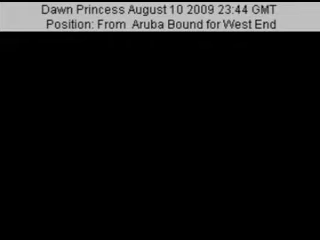 Dawn Princess August 10 2009 23:44 GMT
Position: From Aruba Bound for West End